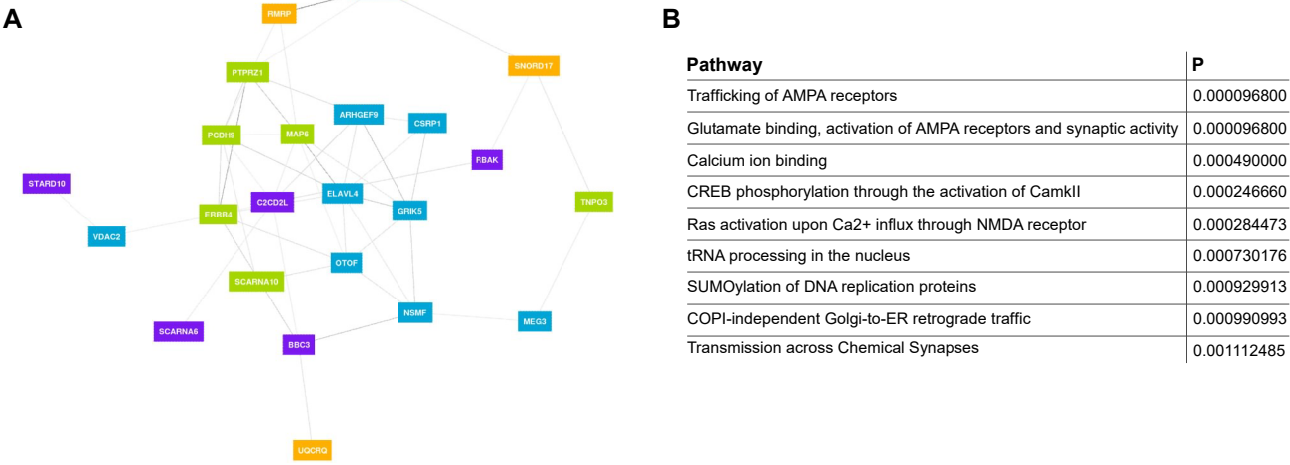 A
B
RMRP
SNORD17
PTPRZ1
ARHGEF9
CSRP1
MAP6
RBAK
STARD10
C2CD2L
ELAVL4
TNPO3
GRIK5
ERBB4
VDAC2
OTOF
SCARNA10
NSMF
MEG3
SCARNA6
BBC3
UQCRQ
Pathway P
Trafficking of AMPA receptors 0.000096800
Glutamate binding, activation of AMPA receptors and synaptic activity 0.000096800
Calcium ion binding 0.000490000
CREB phosphorylation through the activation of CamkII 0.000246660
Ras activation upon Ca2+ influx through NMDA receptor 0.000284473
tRNA processing in the nucleus 0.000730176
SUMOylation of DNA replication proteins 0.000929913
COPI-independent Golgi-to-ER retrograde traffic 0.000990993
Transmission across Chemical Synapses 0.001112485